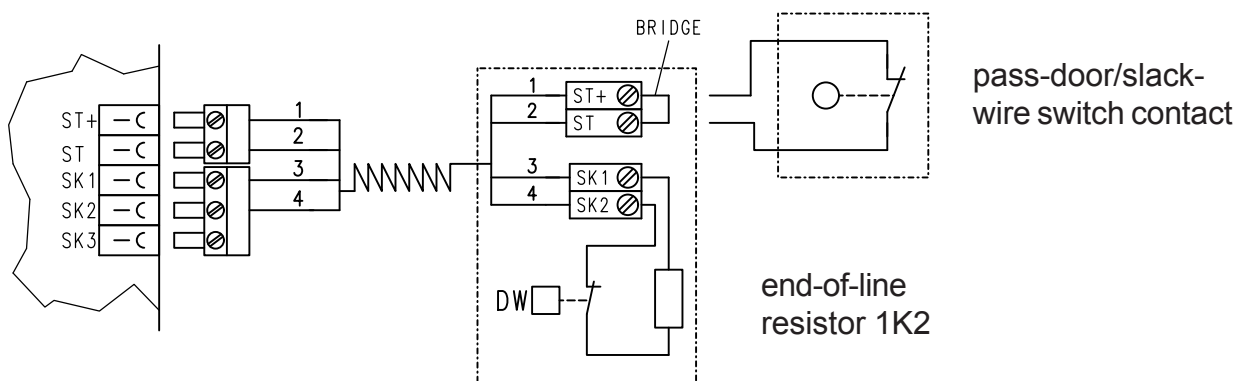 BRIDGE
ST+
ST
SK1
SK2
SK3
1
2
3
4
1
2
3
4
ST+
ST
SK1
SK2
DW
pass-door/slack-
wire switch contact
end-of-line
resistor 1K2